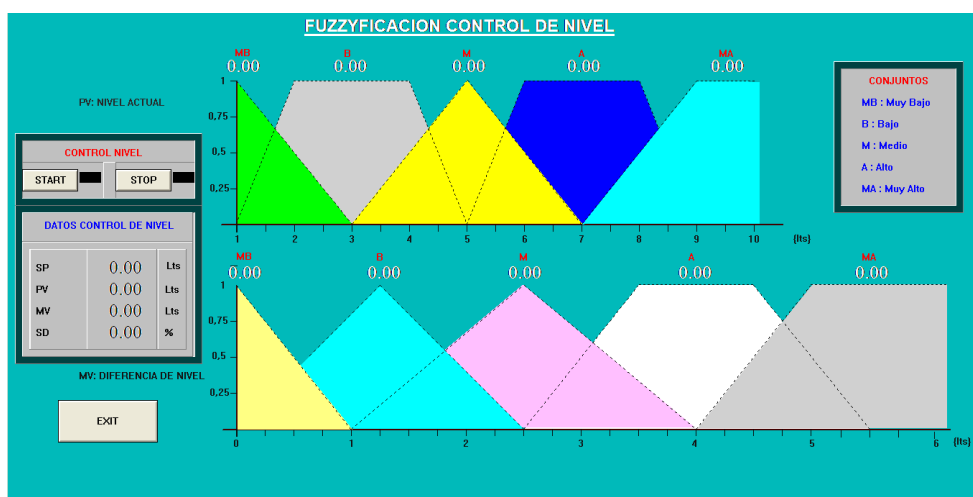 FUZZYFICACION CONTROL DE NIVEL
MB B M A MA
0.00 0.00 0.00 0.00 0.00
1
0,75
0,5
0,25
1 2 3 4 5 6 7 8 9 10 {lts}
PV: NIVEL ACTUAL
CONTROL NIVEL
START STOP
DATOS CONTROL DE NIVEL
SP 0.00 Lts
PV 0.00 Lts
MV 0.00 Lts
SD 0.00 %
MV: DIFERENCIA DE NIVEL
EXIT
MB B M A MA
0.00 0.00 0.00 0.00 0.00
1
0,75
0,5
0,25
0 1 2 3 4 5 6 {lts}
CONJUNTOS
MB : Muy Bajo
B : Bajo
M : Medio
A : Alto
MA : Muy Alto